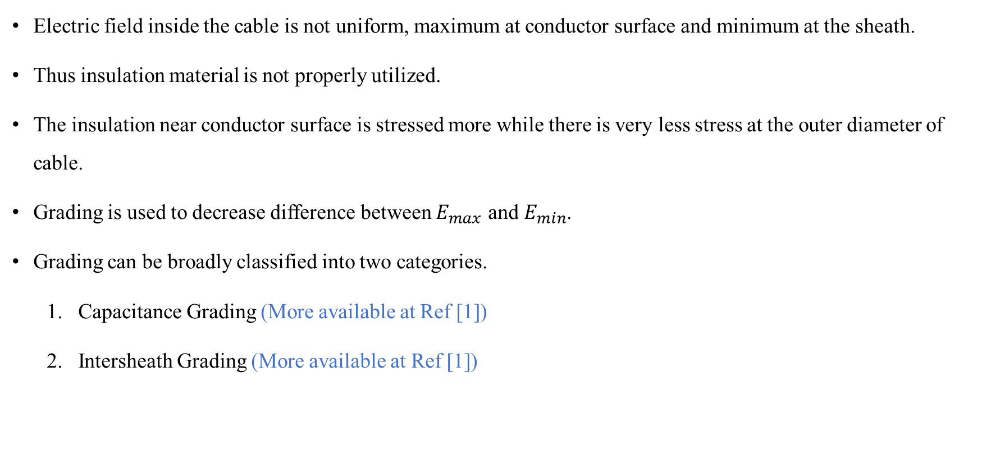 • Electric field inside the cable is not uniform, maximum at conductor surface and minimum at the sheath.
• Thus insulation material is not properly utilized.
• The insulation near conductor surface is stressed more while there is very less stress at the outer diameter of
cable.
• Grading is used to decrease difference between E_max and E_min.
• Grading can be broadly classified into two categories.
1. Capacitance Grading (More available at Ref [1])
2. Intersheath Grading (More available at Ref [1])